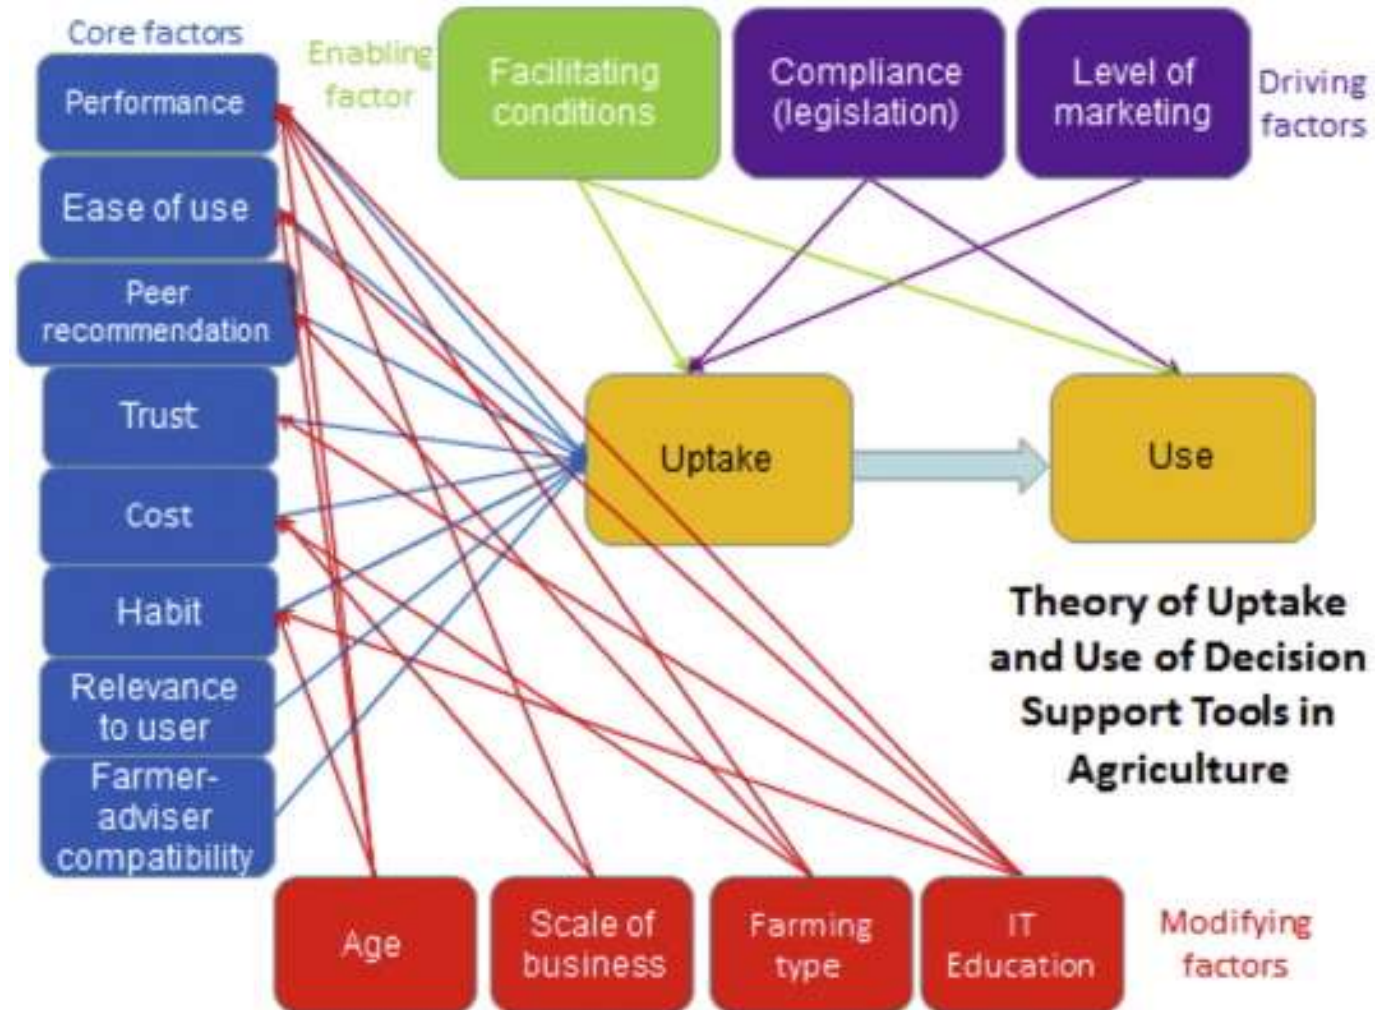 Core factors
Performance
Ease of use
Peer
recommendation
Trust
Cost
Habit
Relevance
to user
Farmer-
adviser
compatibility
Enabling
factor
Facilitating
conditions
Compliance
(legislation)
Level of
marketing
Driving
factors
Uptake
Use
Theory of Uptake
and Use of Decision
Support Tools in
Agriculture
Age
Scale of
business
Farming
type
IT
Education
Modifying
factors